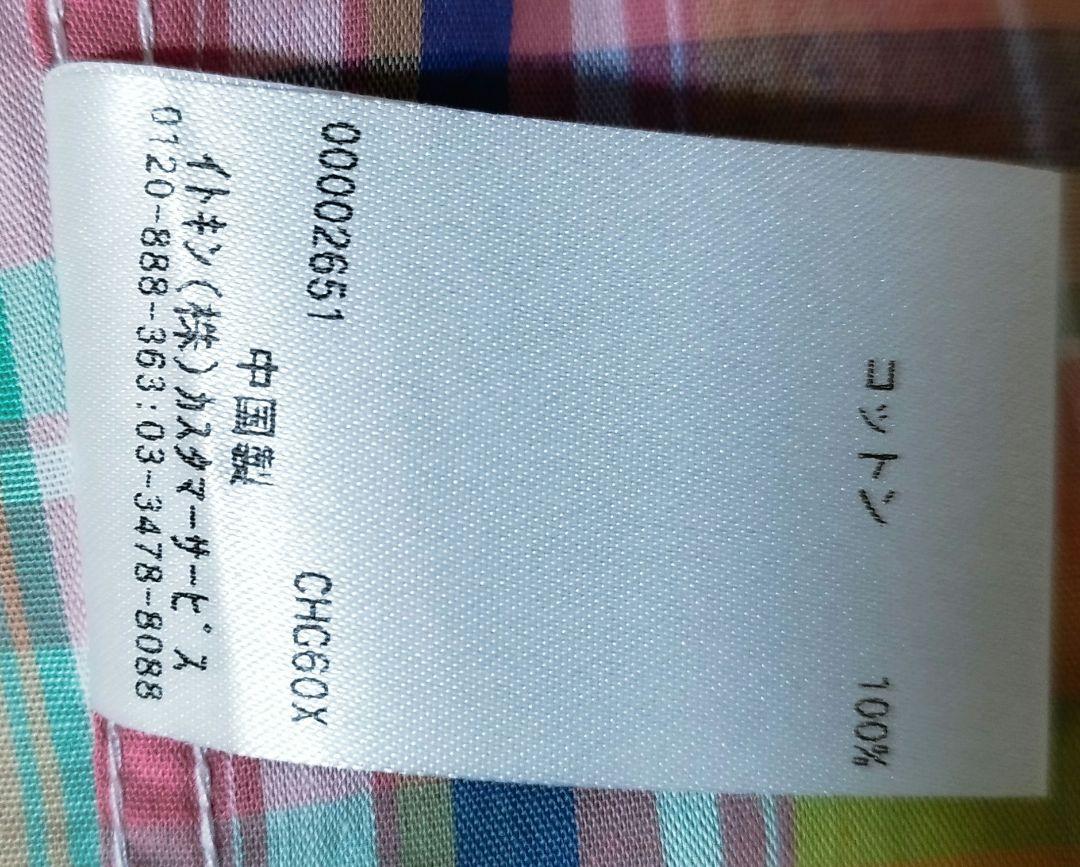 コットン 100%
00002651 CHG60X
中国製
イトキン(株)カスタマーサービス
0120-888-363:03-3478-8088